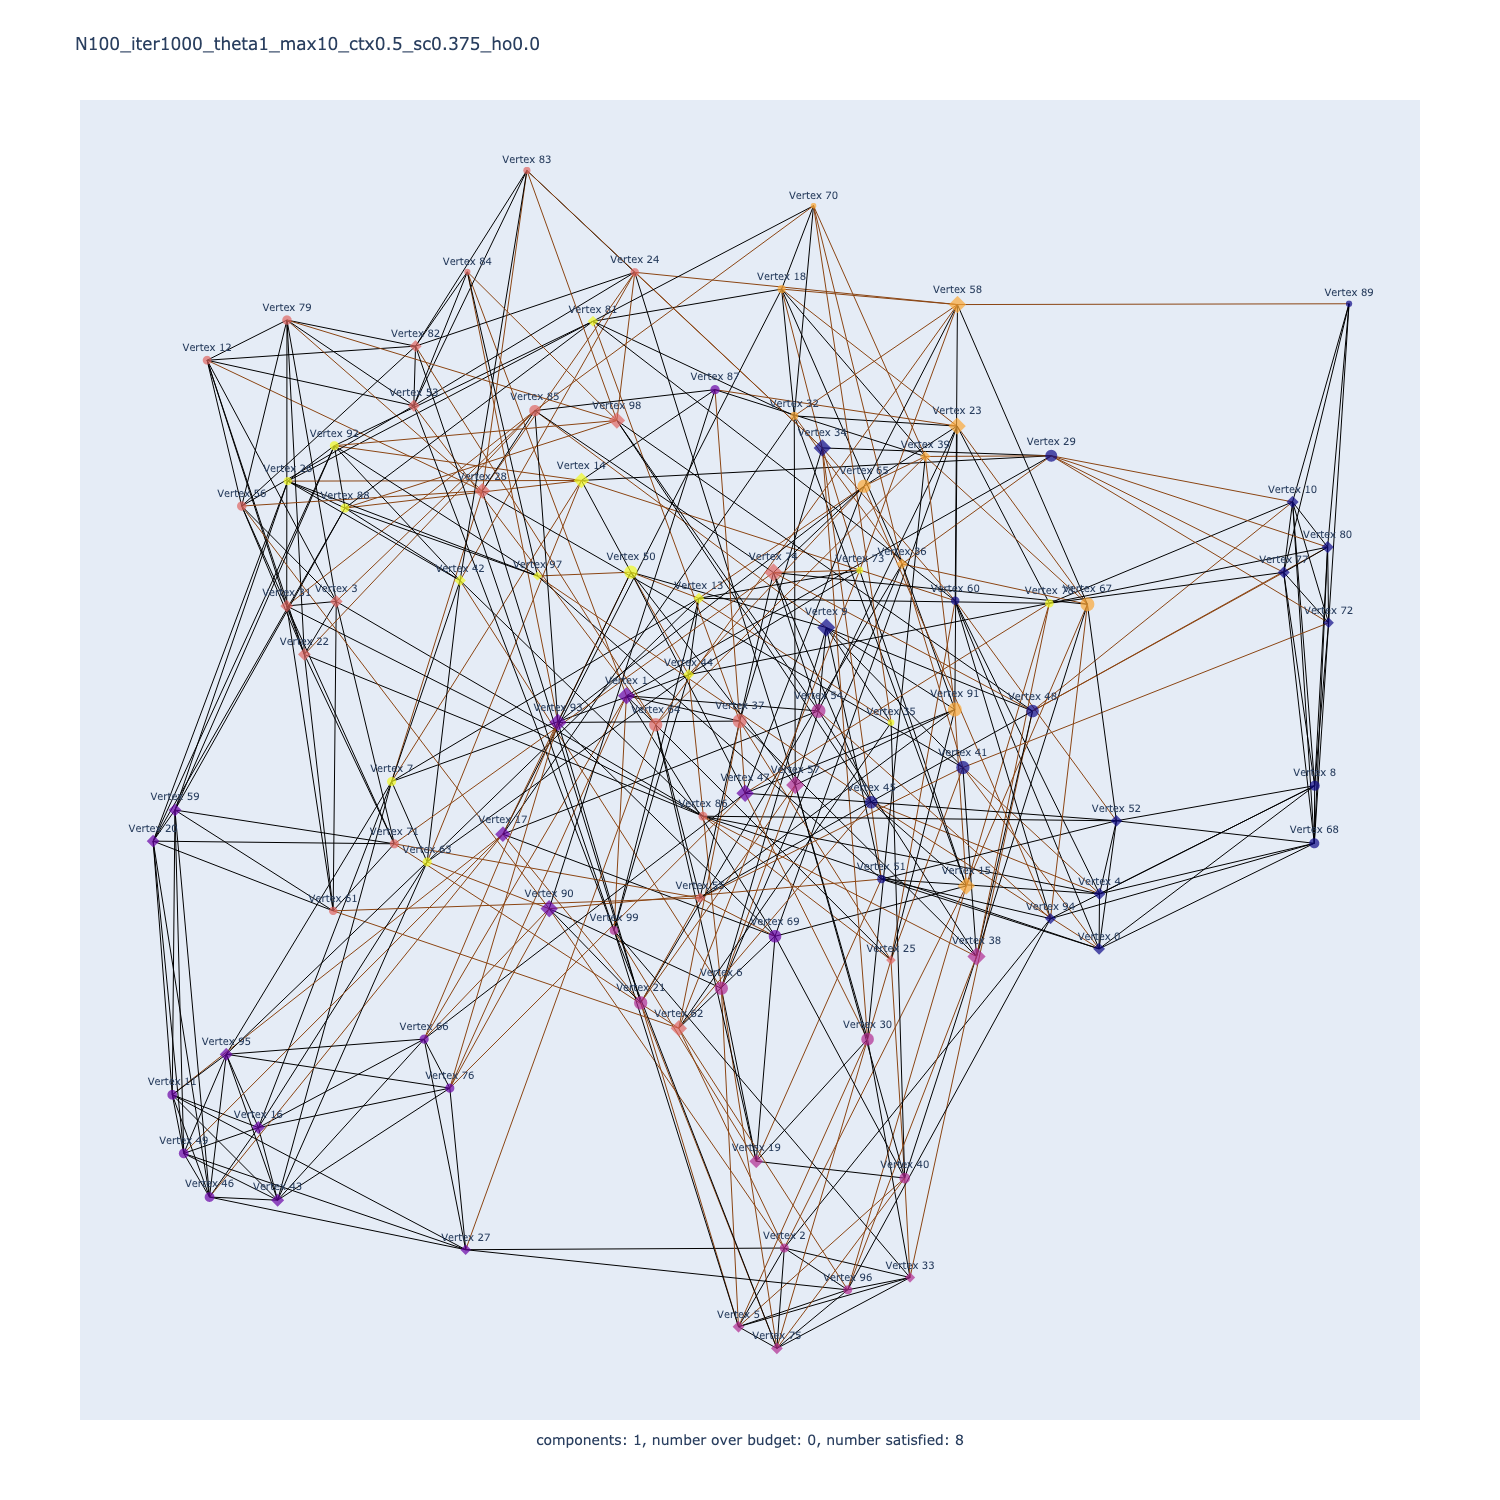 N100_iter1000_theta1_max10_ctx0.5_sc0.375_ho0.0
Vertex 83
Vertex 70
Vertex 24
Vertex 84
Vertex 18
Vertex 58
Vertex 89
Vertex 79
Vertex 81
Vertex 82
Vertex 12
Vertex 87
Vertex 53
Vertex 85
Vertex 98
Vertex 32
Vertex 23
Vertex 92
Vertex 34
Vertex 39
Vertex 29
Vertex 14
Vertex 65
Vertex 28
Vertex 56
Vertex 88
Vertex 10
Vertex 80
Vertex 50
Vertex 74
Vertex 73
Vertex 36
Vertex 77
Vertex 42
Vertex 97
Vertex 13
Vertex 60
Vertex 67
Vertex 3
Vertex 31
Vertex 9
Vertex 72
Vertex 22
Vertex 44
Vertex 1
Vertex 54
Vertex 91
Vertex 48
Vertex 93
Vertex 64
Vertex 37
Vertex 35
Vertex 41
Vertex 7
Vertex 57
Vertex 8
Vertex 47
Vertex 45
Vertex 59
Vertex 86
Vertex 52
Vertex 20
Vertex 71
Vertex 17
Vertex 63
Vertex 68
Vertex 51
Vertex 15
Vertex 4
Vertex 55
Vertex 61
Vertex 90
Vertex 94
Vertex 99
Vertex 69
Vertex 0
Vertex 25
Vertex 38
Vertex 6
Vertex 21
Vertex 62
Vertex 30
Vertex 66
Vertex 95
Vertex 76
Vertex 11
Vertex 16
Vertex 49
Vertex 19
Vertex 40
Vertex 46
Vertex 43
Vertex 27
Vertex 2
Vertex 33
Vertex 96
Vertex 5
Vertex 75
components: 1, number over budget: 0, number satisfied: 8